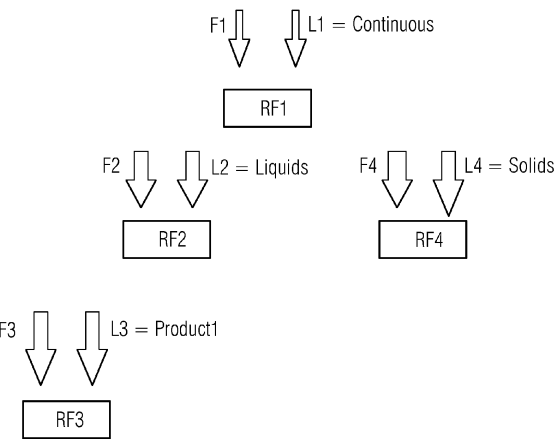 F1 L1 = Continuous
RF1
F2 L2 = Liquids F4 L4 = Solids
RF2 RF4
F3 L3 = Product1
RF3